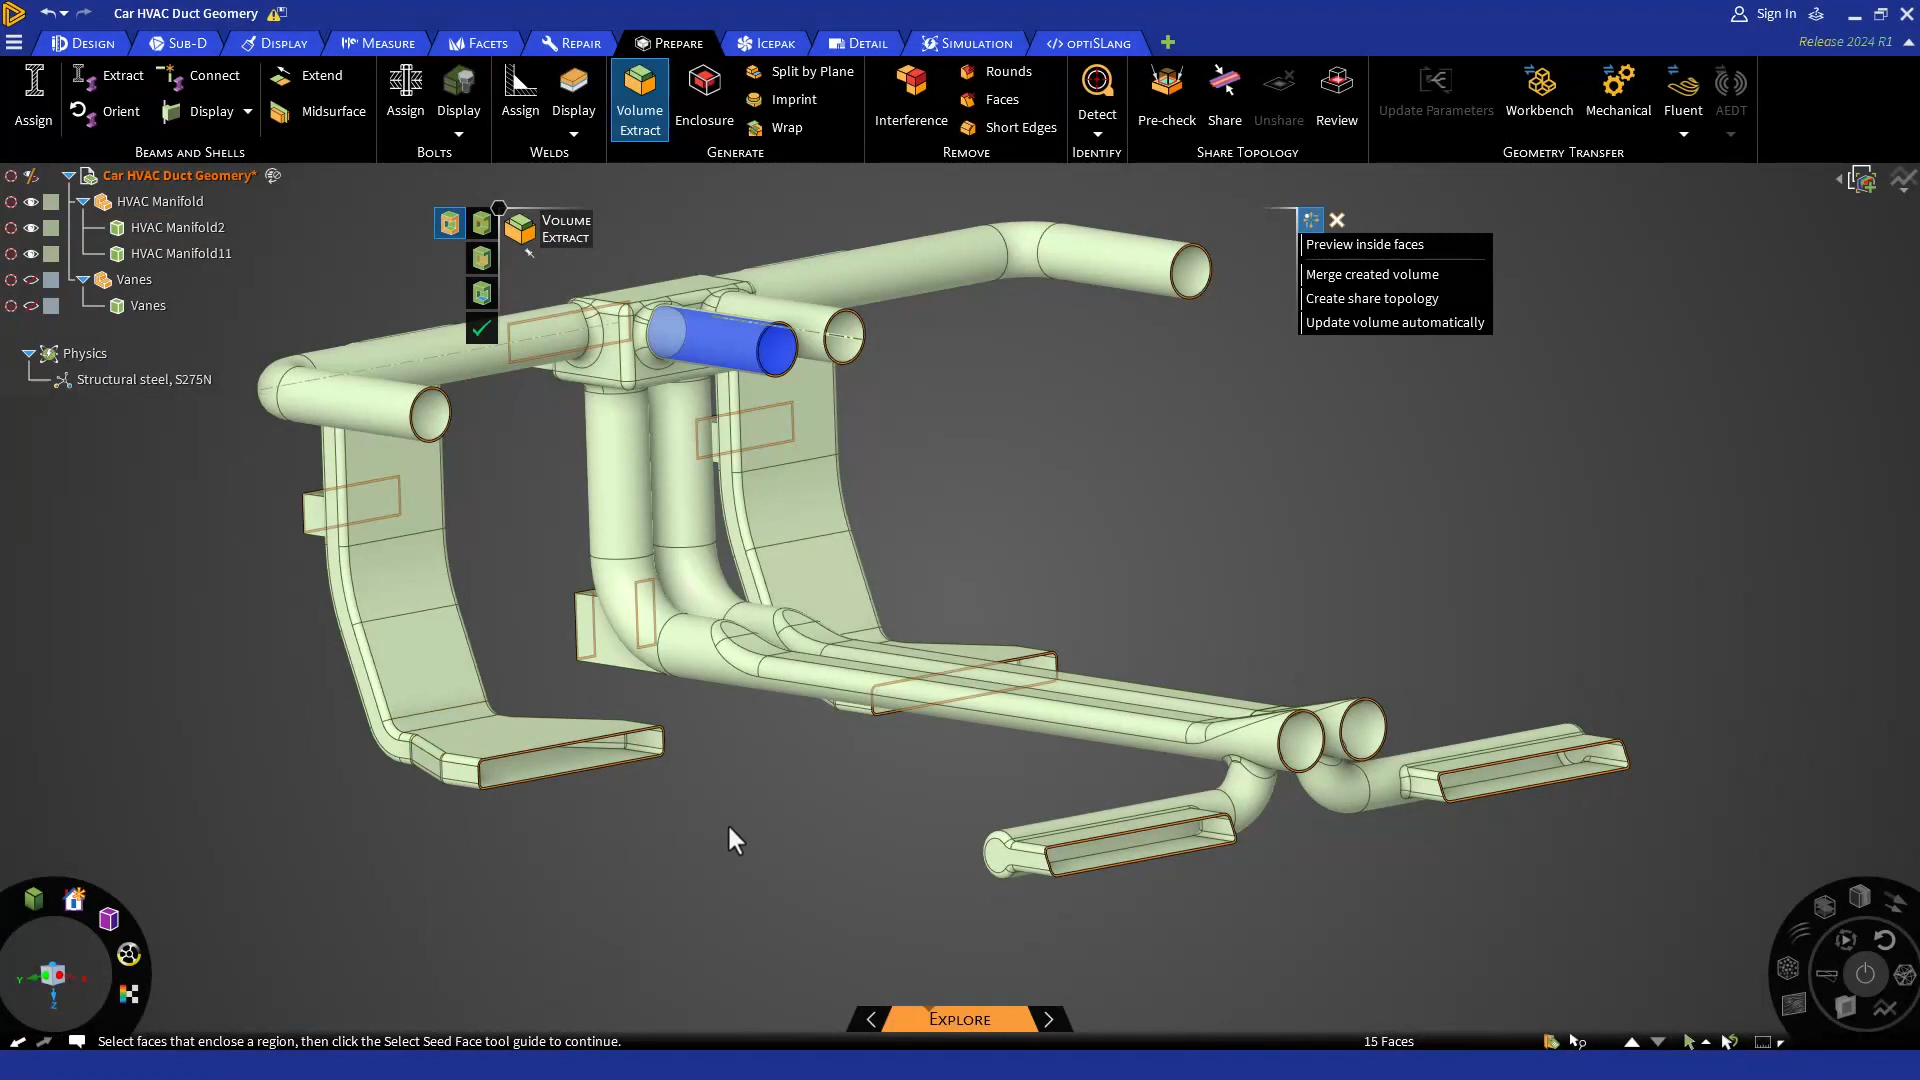 Car HVAC Duct Geometry
Sign In
DESIGN
SUB-D
DISPLAY
MEASURE
FACETS
REPAIR
PREPARE
ICEPAK
DETAIL
SIMULATION
OPTISLANG
Release 2024 R1
Assign
Extract
Orient
Connect
Display
Extend
Midsurface
BEAMS AND SHELLS
Assign
Display
BOLTS
Assign
Display
WELDS
Volume
Extract
Enclosure
Split by Plane
Imprint
Wrap
GENERATE
Interference
Rounds
Faces
Short Edges
REMOVE
Detect
IDENTIFY
Pre-check
Share
Unshare
Review
SHARE TOPOLOGY
Update Parameters
Workbench
Mechanical
Fluent
AEDT
GEOMETRY TRANSFER
Car HVAC Duct Geometry*
HVAC Manifold
HVAC Manifold2
HVAC Manifold11
Vanes
Vanes
Physics
Structural steel, S275N
VOLUME
EXTRACT
Preview inside faces
Merge created volume
Create share topology
Update volume automatically
Y
X
Z
EXPLORE
Select faces that enclose a region, then click the Select Seed Face tool guide to continue.
15 Faces